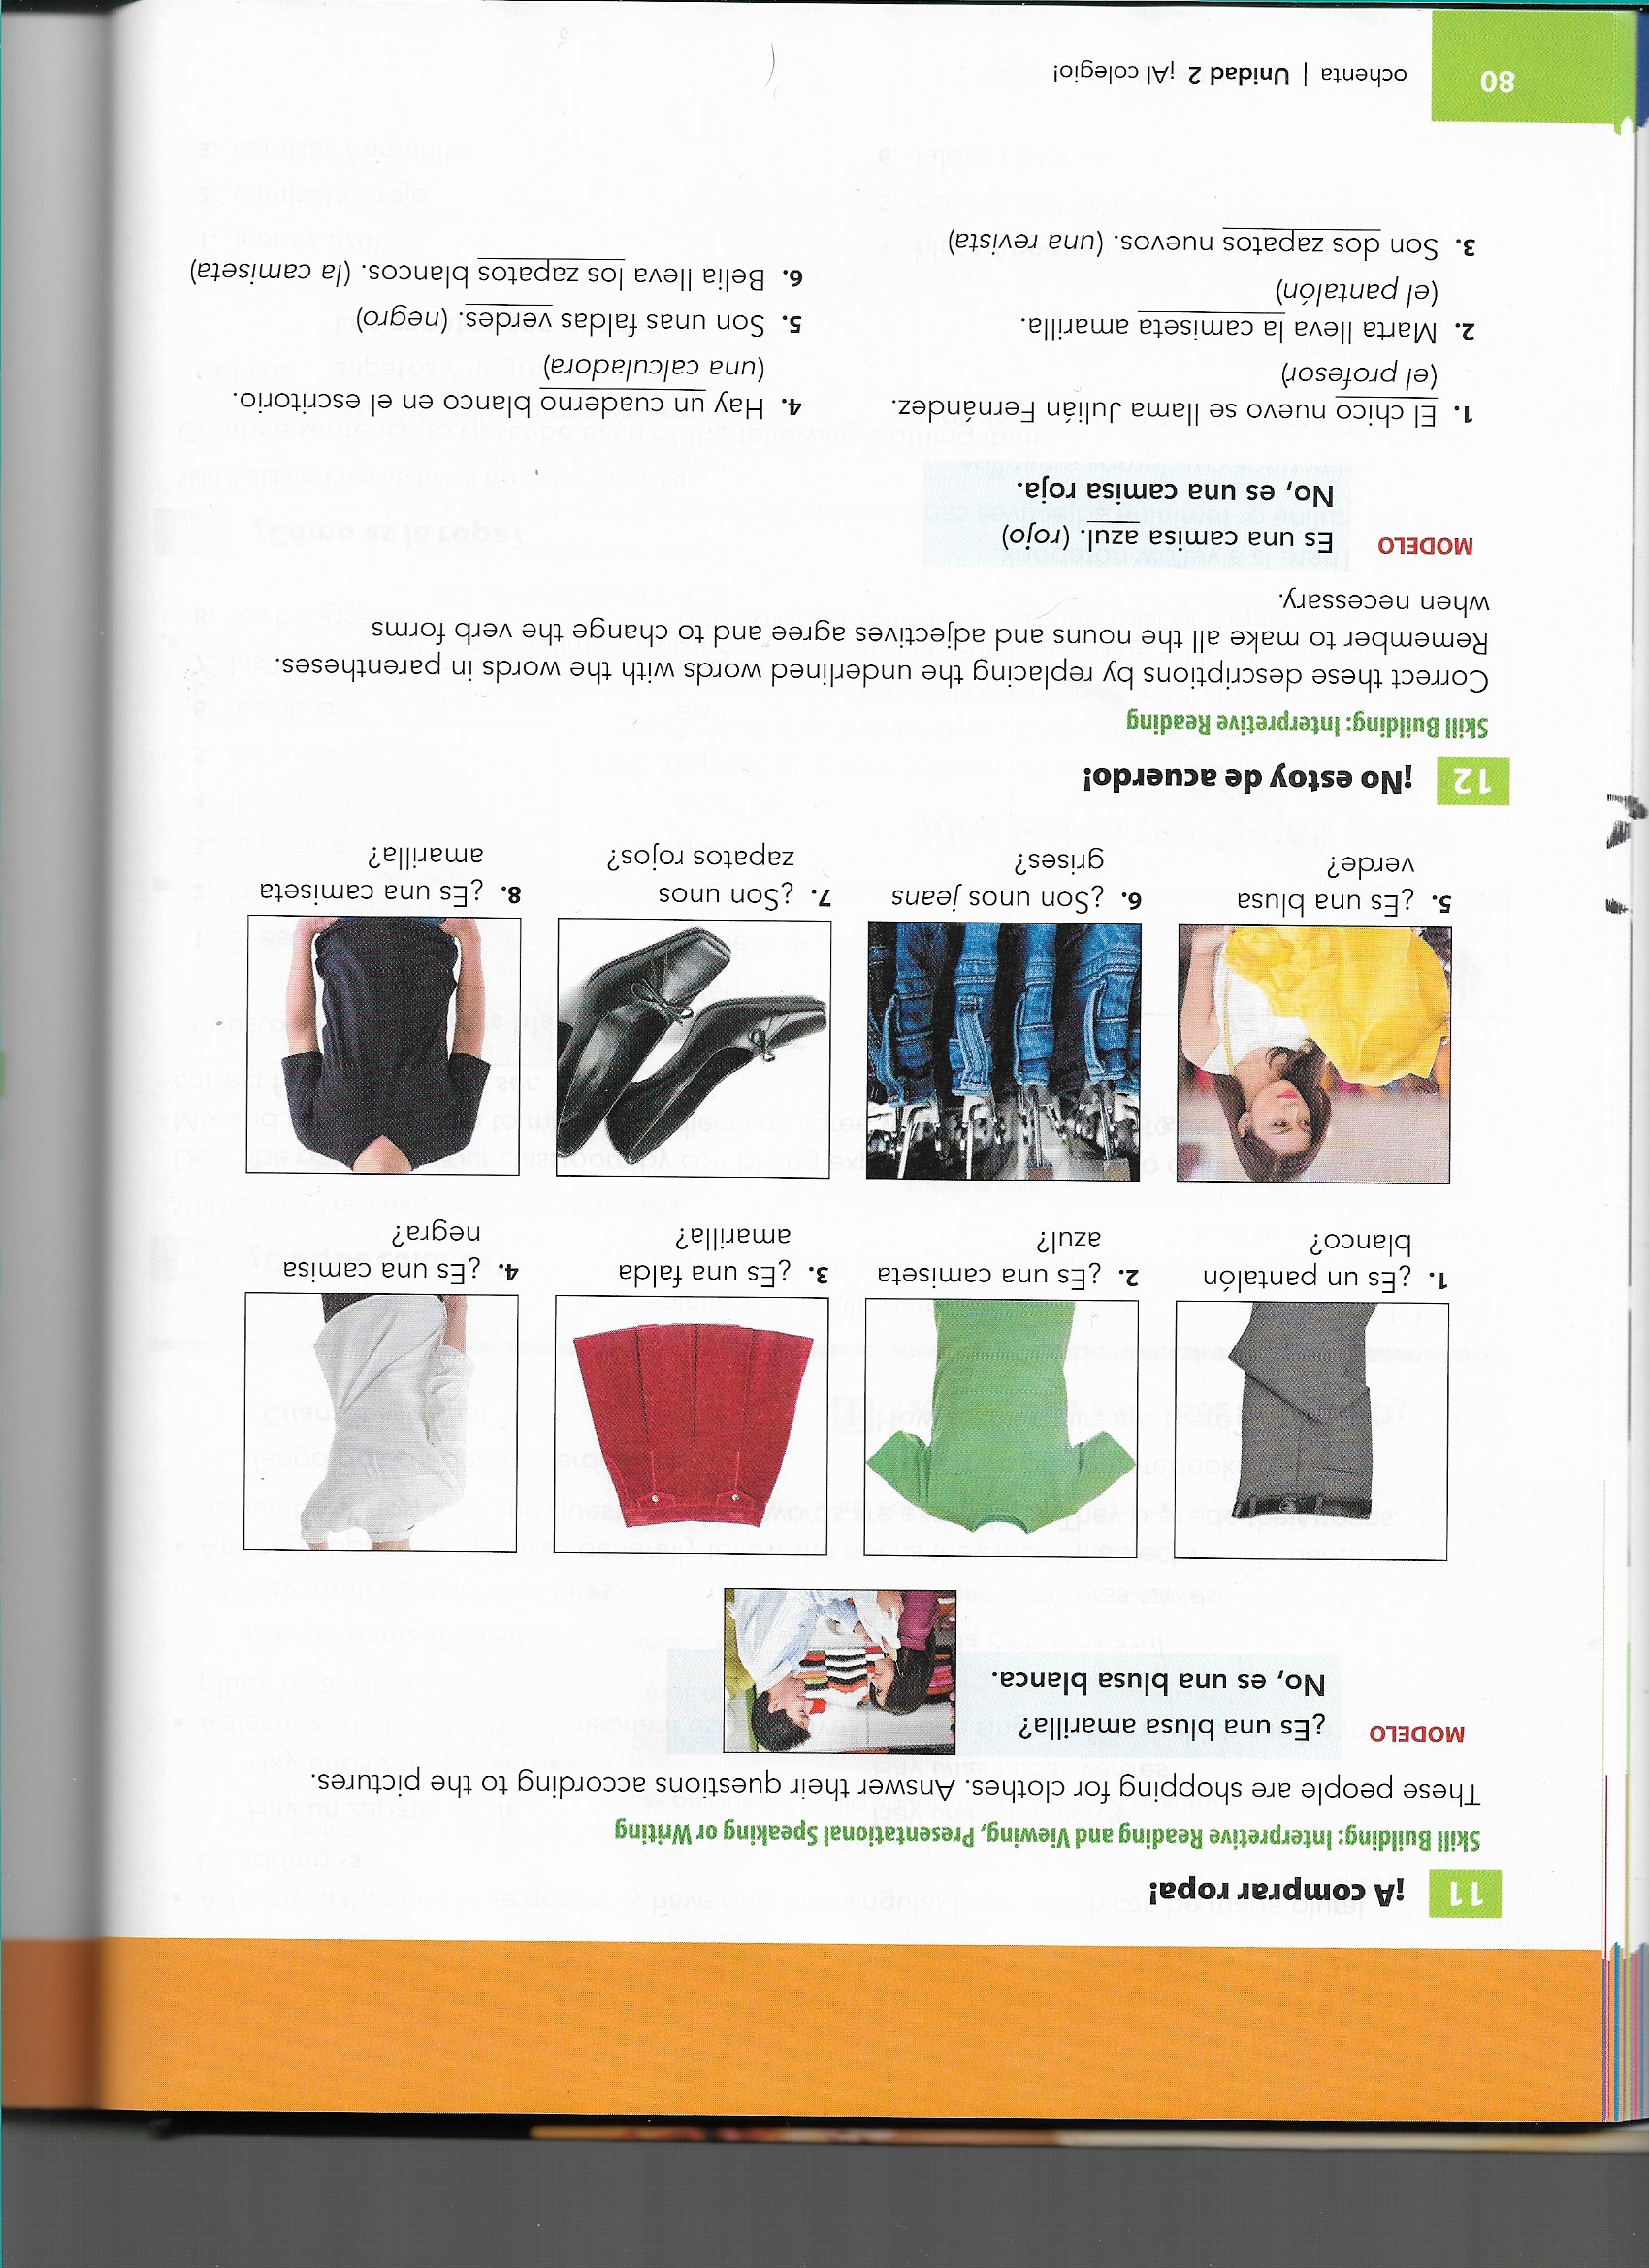 11 ¡A comprar ropa!
Skill Building: Interpretive Reading and Viewing, Presentational Speaking or Writing
These people are shopping for clothes. Answer their questions according to the pictures.
MODELO ¿Es una blusa amarilla?
No, es una blusa blanca.
1. ¿Es un pantalón
blanco?
2. ¿Es una camiseta
azul?
3. ¿Es una falda
amarilla?
4. ¿Es una camisa
negra?
5. ¿Es una blusa
verde?
6. ¿Son unos jeans
grises?
7. ¿Son unos
zapatos rojos?
8. ¿Es una camiseta
amarilla?
12 ¡No estoy de acuerdo!
Skill Building: Interpretive Reading
Correct these descriptions by replacing the underlined words with the words in parentheses.
Remember to make all the nouns and adjectives agree and to change the verb forms
when necessary.
MODELO Es una camisa azul. (rojo)
No, es una camisa roja.
1. El chico nuevo se llama Julián Fernández.
(el profesor)
2. Marta lleva la camiseta amarilla.
(el pantalón)
3. Son dos zapatos nuevos. (una revista)
4. Hay un cuaderno blanco en el escritorio.
(una calculadora)
5. Son unas faldas verdes. (negro)
6. Belia lleva los zapatos blancos. (la camiseta)
80 ochenta | Unidad 2 ¡Al colegio!